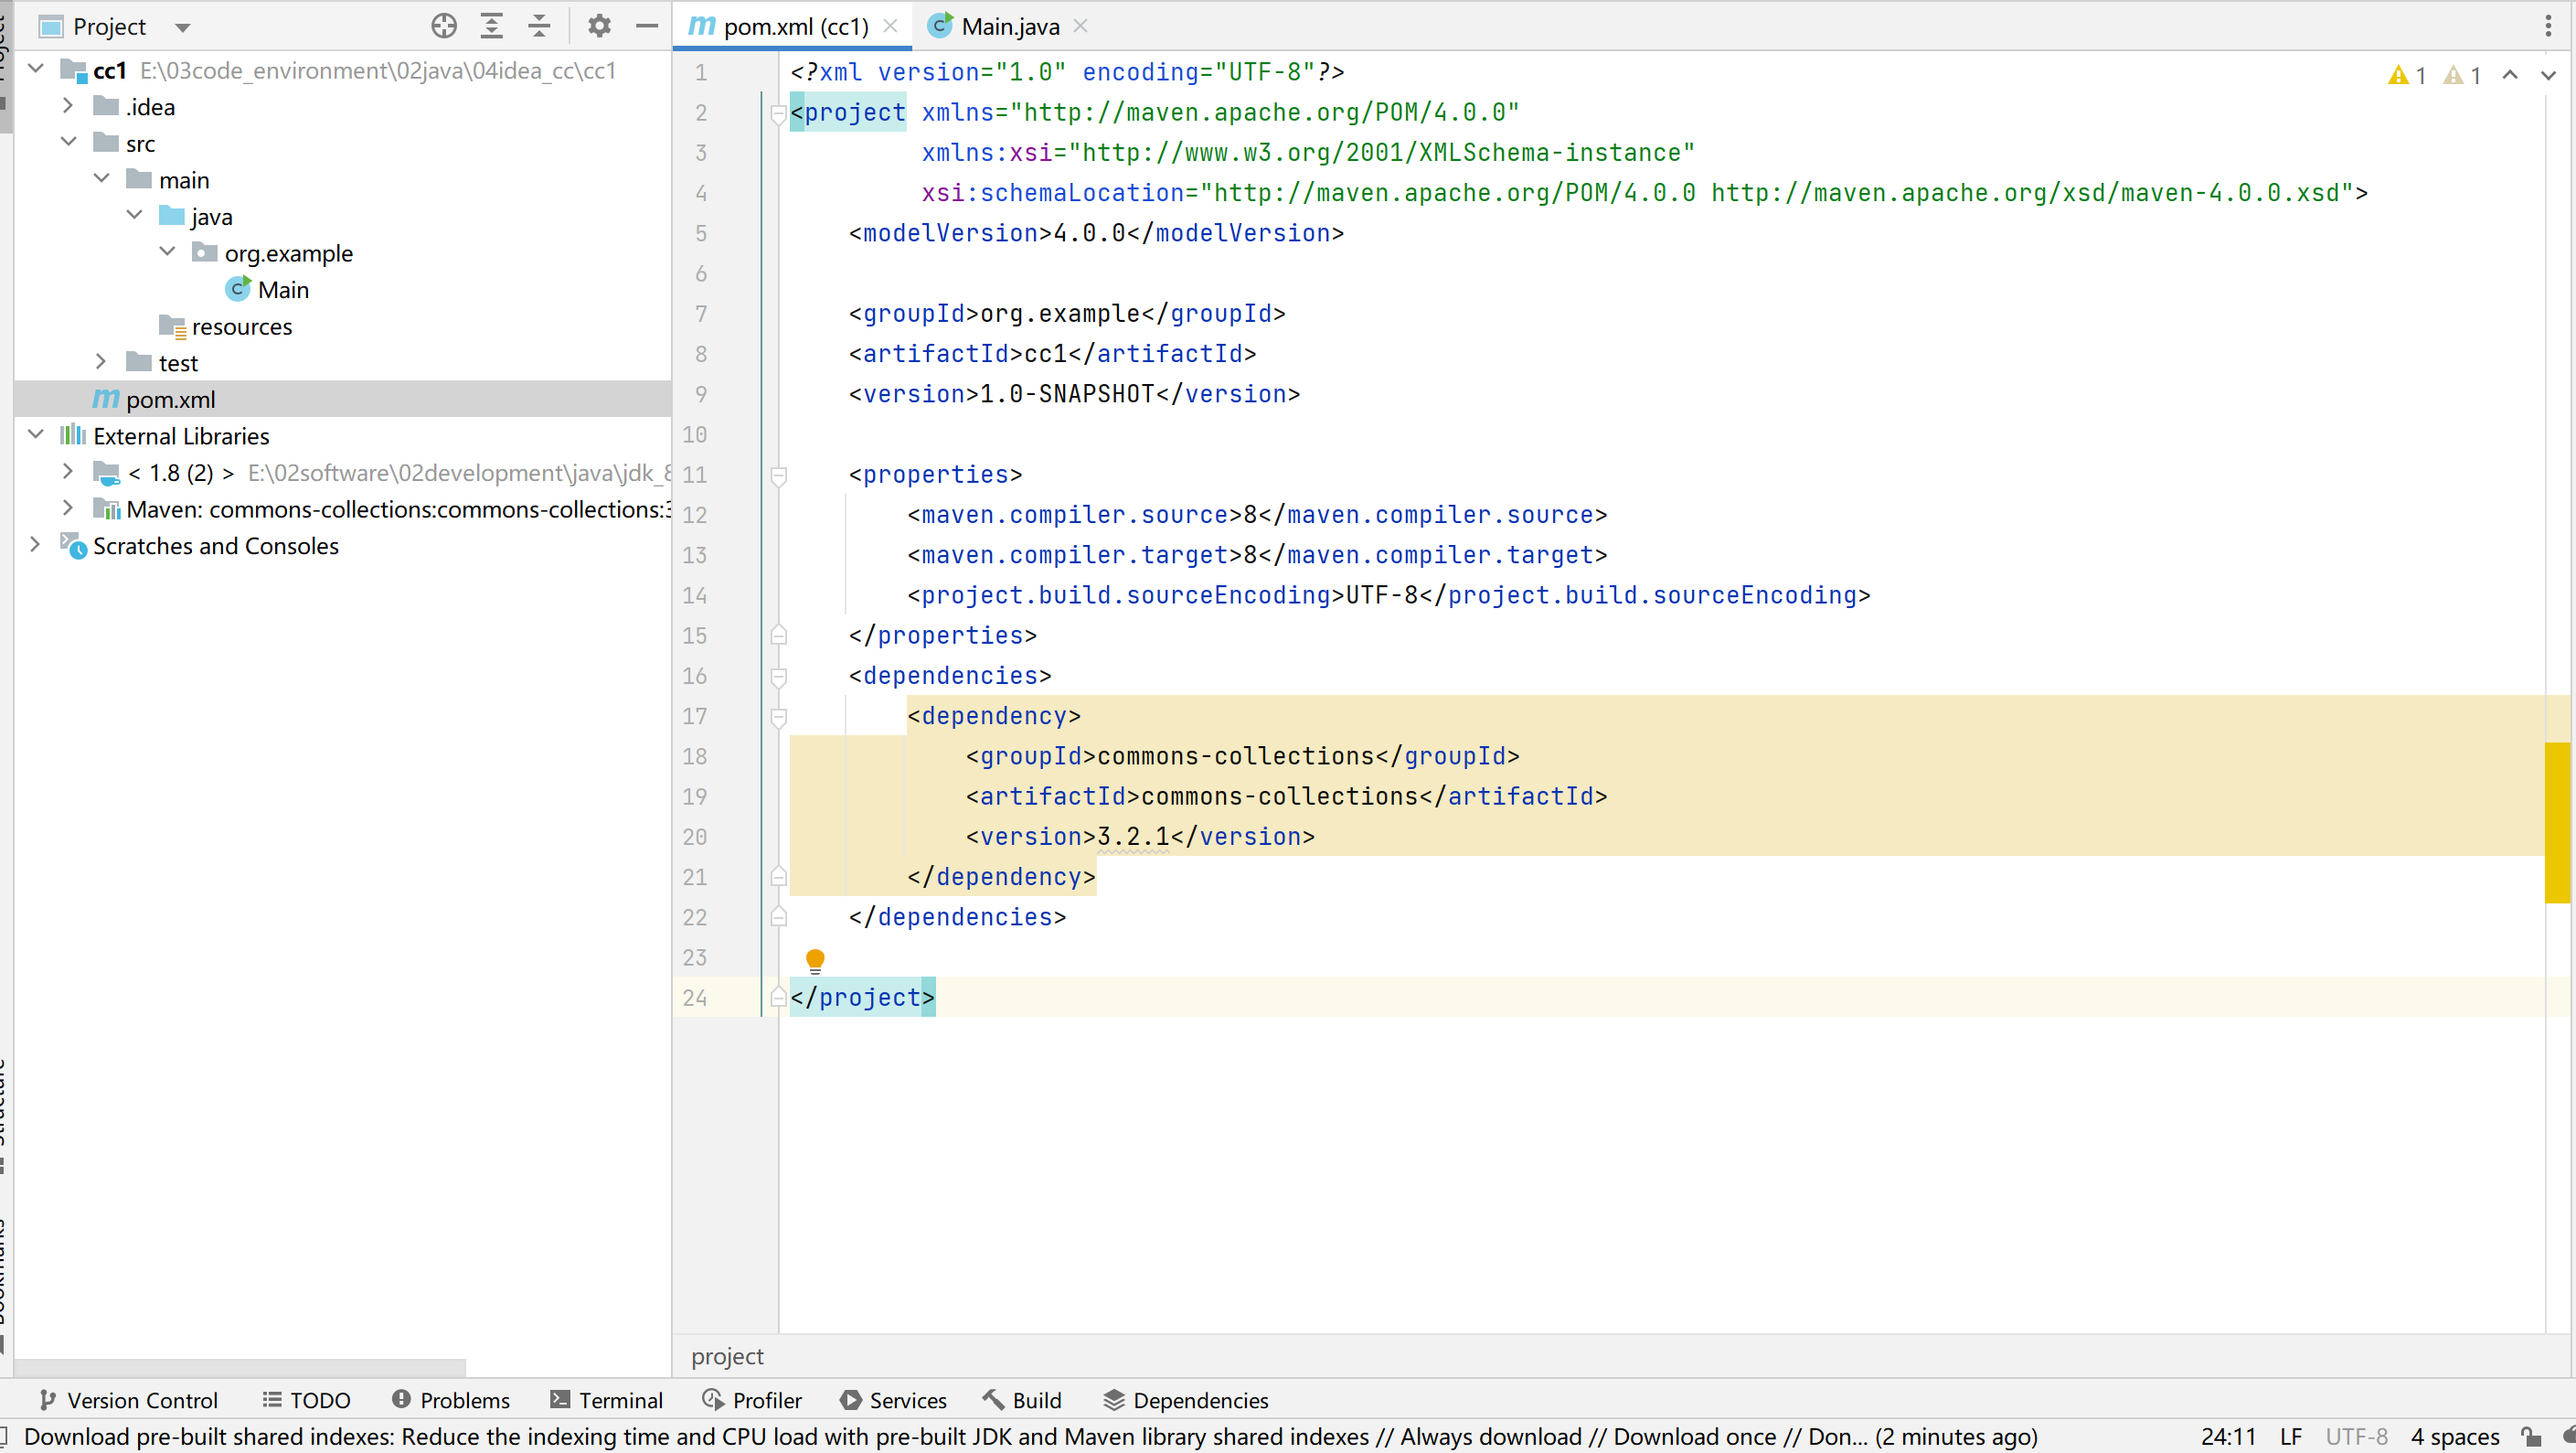 Project
cc1 E:\03code_environment\02java\04idea_cc\cc1
.idea
src
main
java
org.example
Main
resources
test
pom.xml
External Libraries
< 1.8 (2) > E:\02software\02development\java\jdk_8
Maven: commons-collections:commons-collections:3
Scratches and Consoles
pom.xml (cc1)
Main.java
1 1
1 <?xml version="1.0" encoding="UTF-8"?>
2 <project xmlns="http://maven.apache.org/POM/4.0.0"
3 xmlns:xsi="http://www.w3.org/2001/XMLSchema-instance"
4 xsi:schemaLocation="http://maven.apache.org/POM/4.0.0 http://maven.apache.org/xsd/maven-4.0.0.xsd">
5 <modelVersion>4.0.0</modelVersion>
6
7 <groupId>org.example</groupId>
8 <artifactId>cc1</artifactId>
9 <version>1.0-SNAPSHOT</version>
10
11 <properties>
12 <maven.compiler.source>8</maven.compiler.source>
13 <maven.compiler.target>8</maven.compiler.target>
14 <project.build.sourceEncoding>UTF-8</project.build.sourceEncoding>
15 </properties>
16 <dependencies>
17 <dependency>
18 <groupId>commons-collections</groupId>
19 <artifactId>commons-collections</artifactId>
20 <version>3.2.1</version>
21 </dependency>
22 </dependencies>
23
24 </project>
project
Version Control TODO Problems Terminal Profiler Services Build Dependencies
Download pre-built shared indexes: Reduce the indexing time and CPU load with pre-built JDK and Maven library shared indexes // Always download // Download once // Don... (2 minutes ago) 24:11 LF UTF-8 4 spaces